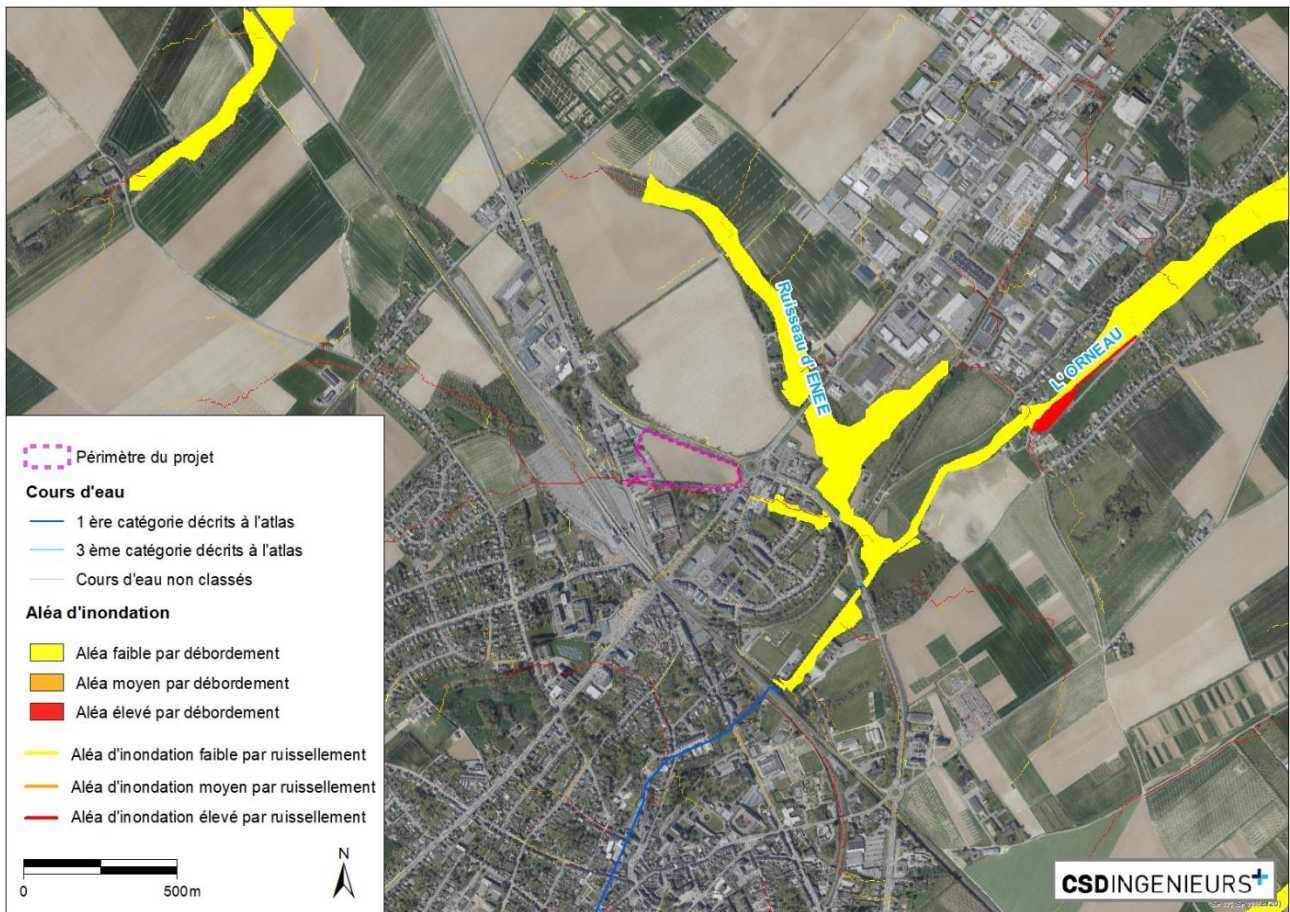 Ruisseau d'ENEE
L' ORNEAU
Périmètre du projet
Cours d'eau
1 ère catégorie décrits à l'atlas
3 ème catégorie décrits à l'atlas
Cours d'eau non classés
Aléa d'inondation
Aléa faible par débordement
Aléa moyen par débordement
Aléa élevé par débordement
Aléa d'inondation faible par ruissellement
Aléa d'inondation moyen par ruissellement
Aléa d'inondation élevé par ruissellement
0 500 m
N
CSDINGENIEURS+